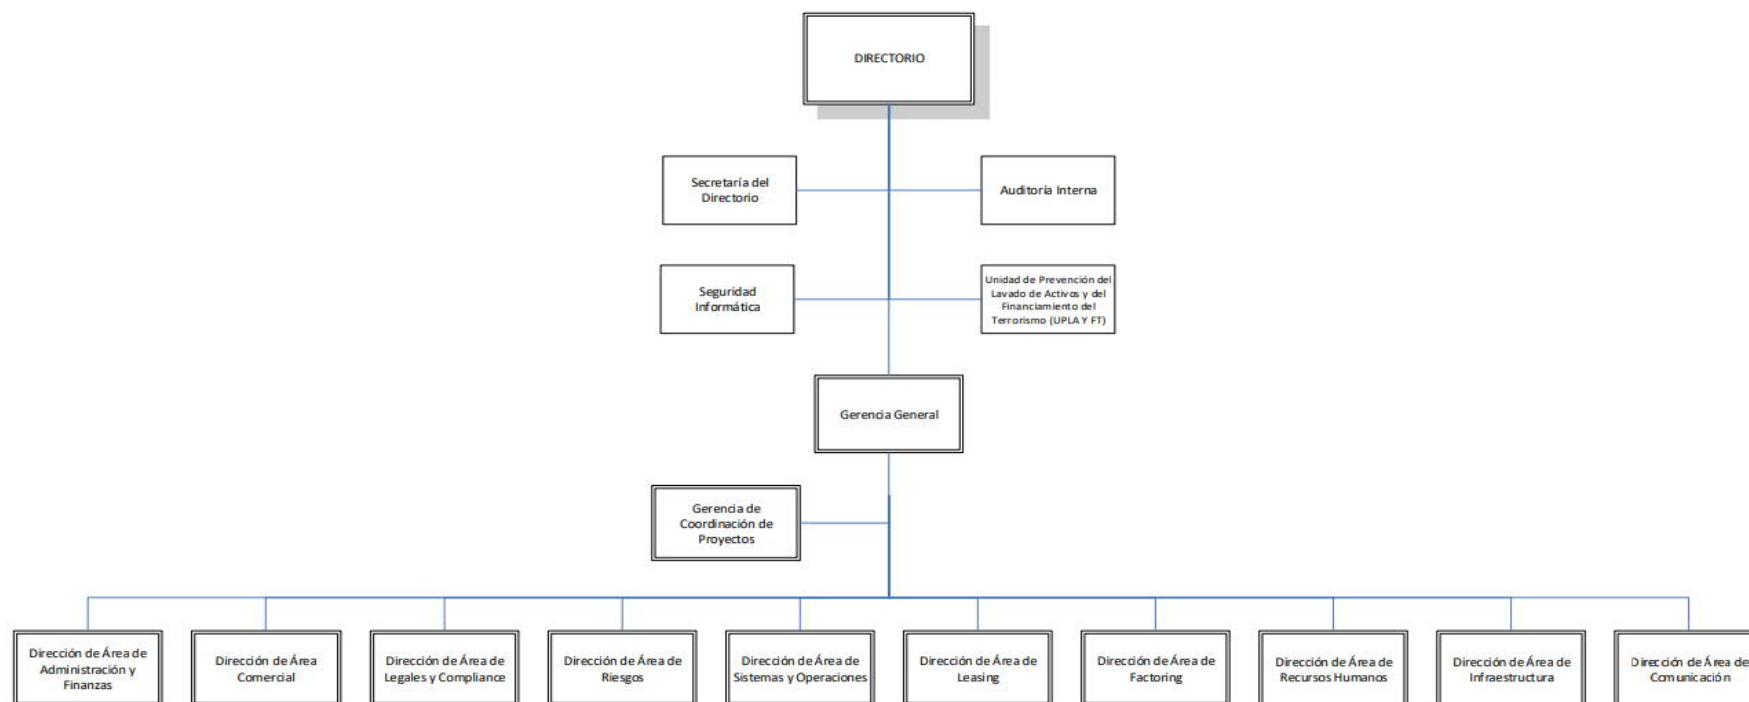 DIRECTORIO
Secretaría del
Directorio
Auditoría Interna
Seguridad
Informática
Unidad de Prevención del
Lavado de Activos y del
Financiamiento del
Terrorismo (UPLA Y FT)
Gerencia General
Gerencia de
Coordinación de
Proyectos
Dirección de Área de
Administración y
Finanzas
Dirección de Área
Comercial
Dirección de Área de
Legales y Compliance
Dirección de Área de
Riesgos
Dirección de Área de
Sistemas y Operaciones
Dirección de Área de
Leasing
Dirección de Área de
Factoring
Dirección de Área de
Recursos Humanos
Dirección de Área de
Infraestructura
Dirección de Área de
Comunicación